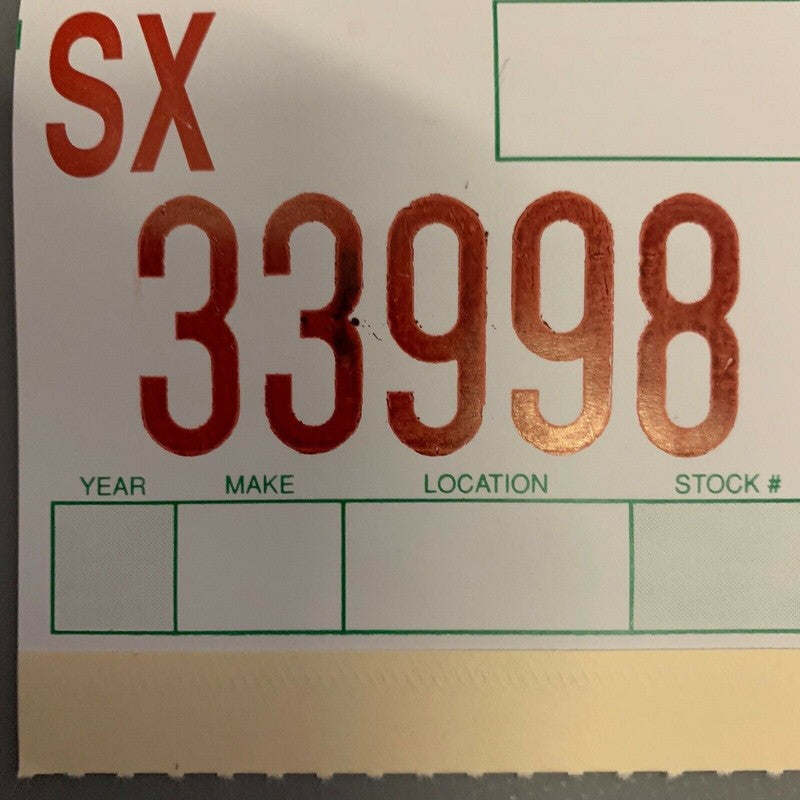 SX
33998
YEAR MAKE LOCATION STOCK #